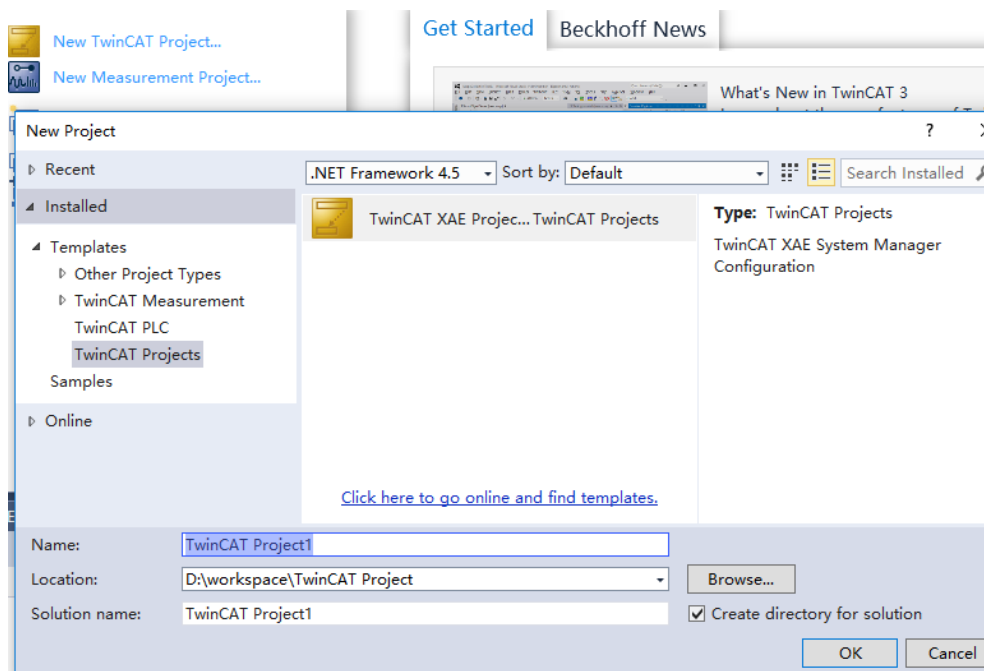 New TwinCAT Project...
New Measurement Project...
Get Started
Beckhoff News
What's New in TwinCAT 3
New Project
?
Recent
.NET Framework 4.5
Sort by:
Default
Search Installed
Installed
Templates
Other Project Types
TwinCAT Measurement
TwinCAT PLC
TwinCAT Projects
Samples
Online
TwinCAT XAE Projec... TwinCAT Projects
Type: TwinCAT Projects
TwinCAT XAE System Manager
Configuration
Click here to go online and find templates.
Name:
TwinCAT Project1
Location:
D:\workspace\TwinCAT Project
Browse...
Solution name:
TwinCAT Project1
Create directory for solution
OK
Cancel